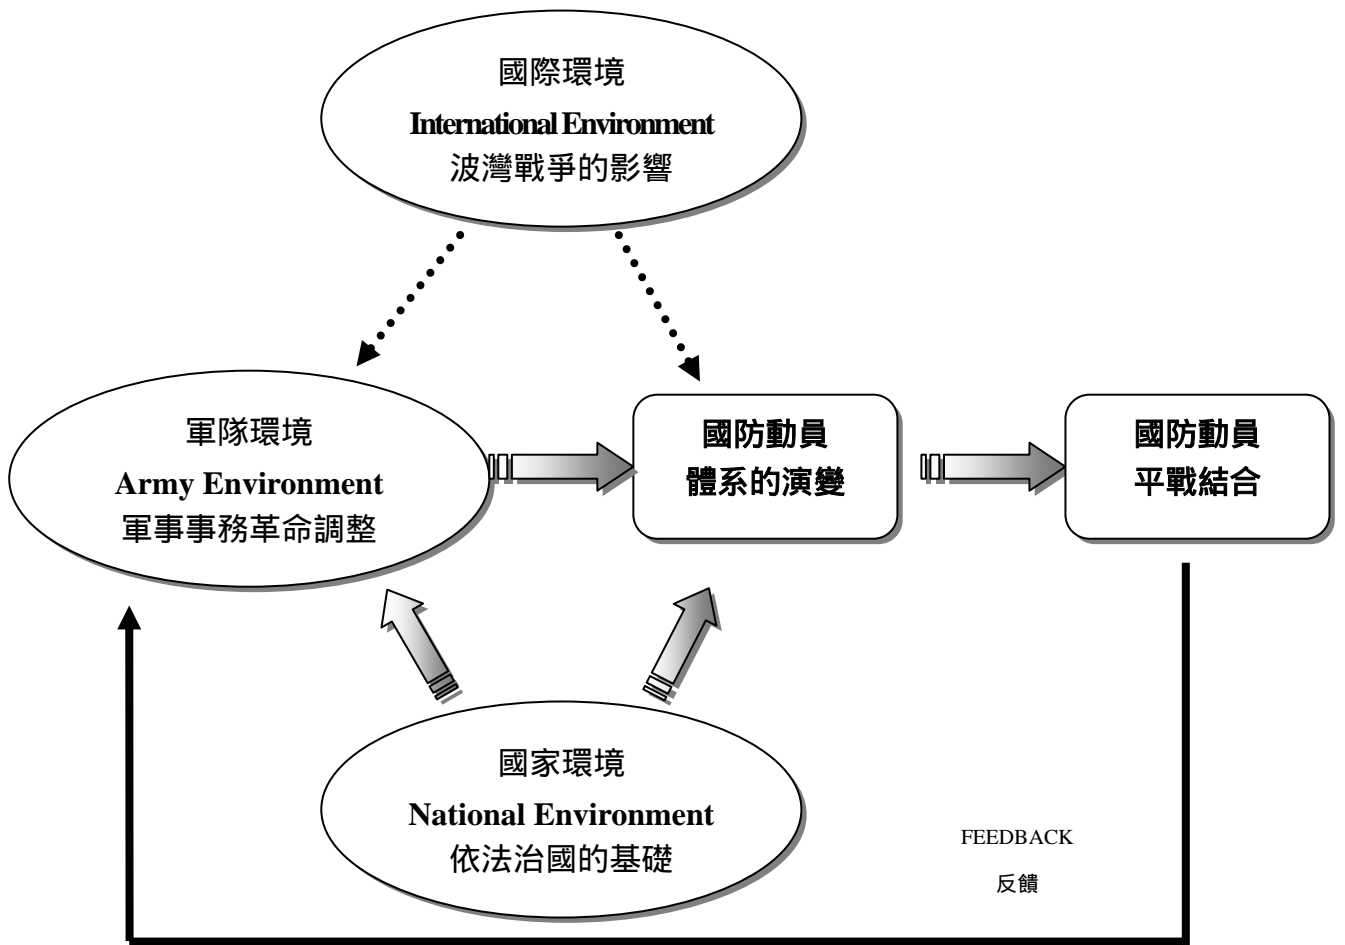 國際環境
International Environment
波灣戰爭的影響
軍隊環境
Army Environment
軍事事務革命調整
國防動員
體系的演變
國防動員
平戰結合
國家環境
National Environment
依法治國的基礎
FEEDBACK
反饋